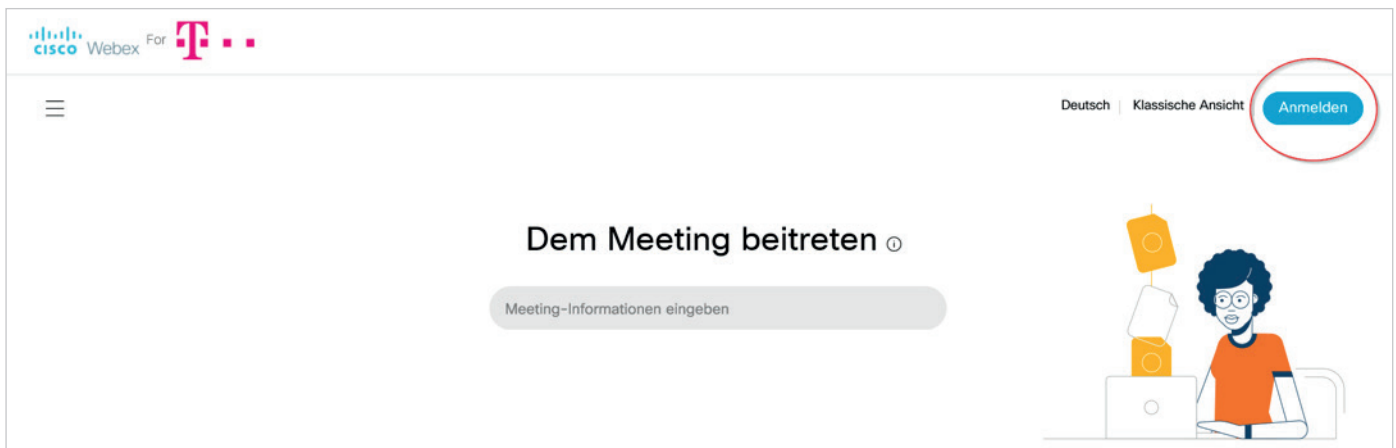 cisco Webex For T
Deutsch Klassische Ansicht Anmelden
Dem Meeting beitreten
Meeting-Informationen eingeben